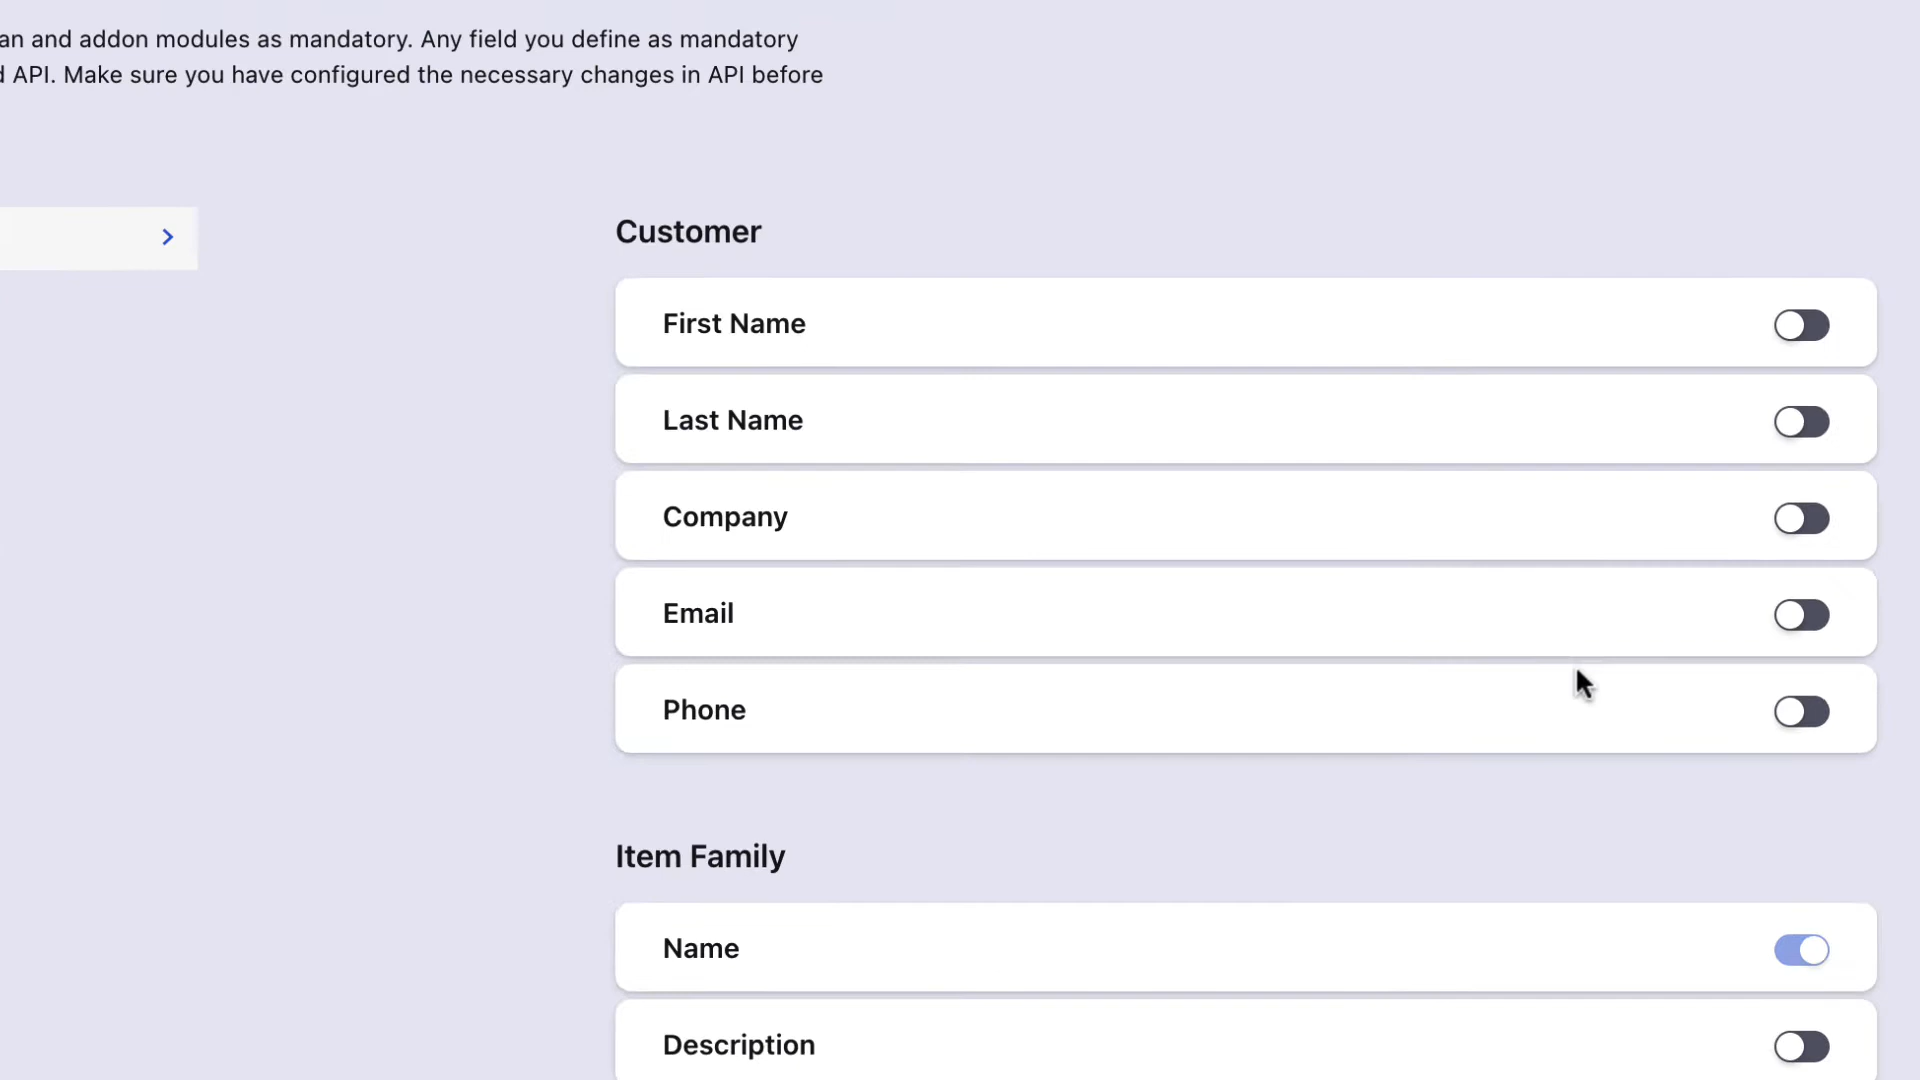 an and addon modules as mandatory. Any field you define as mandatory
API. Make sure you have configured the necessary changes in API before
Customer
First Name
Last Name
Company
Email
Phone
Item Family
Name
Description